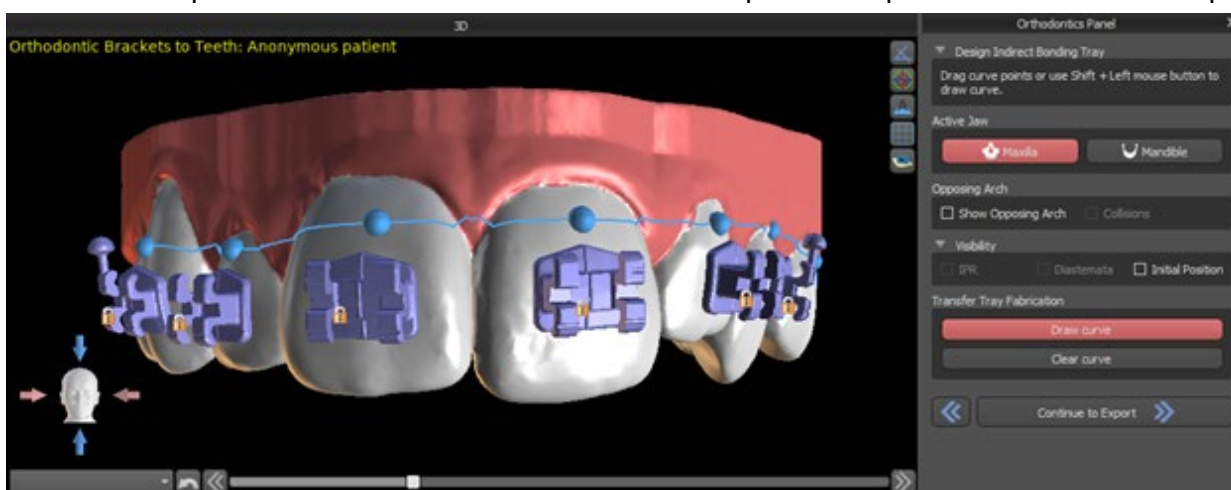 3D
Orthodontic Brackets to Teeth: Anonymous patient
Orthodontics Panel
Design Indirect Bonding Tray
Drag curve points or use Shift + Left mouse button to
draw curve.
Active Jaw
Maxilla
Mandible
Opposing Arch
Show Opposing Arch
Collisions
Visibility
IPR
Diastemata
Initial Position
Transfer Tray Fabrication
Draw curve
Clear curve
Continue to Export